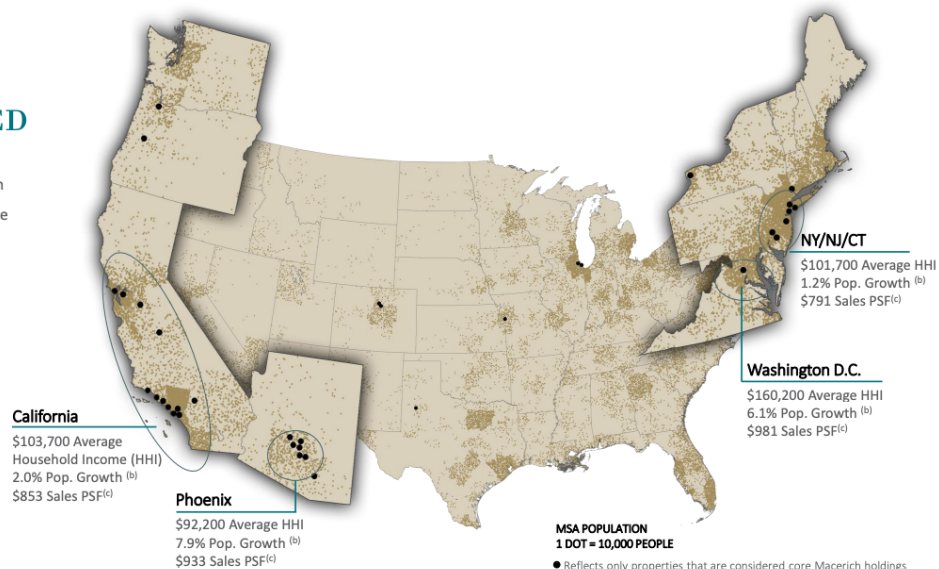 ED
California
$103,700 Average
Household Income (HHI)
2.0% Pop. Growth (b)
$853 Sales PSF(c)
Phoenix
$92,200 Average HHI
7.9% Pop. Growth (b)
$933 Sales PSF(c)
NY/NJ/CT
$101,700 Average HHI
1.2% Pop. Growth (b)
$791 Sales PSF(c)
Washington D.C.
$160,200 Average HHI
6.1% Pop. Growth (b)
$981 Sales PSF(c)
MSA POPULATION
1 DOT = 10,000 PEOPLE
Reflects only properties that are considered core Macerich holdings